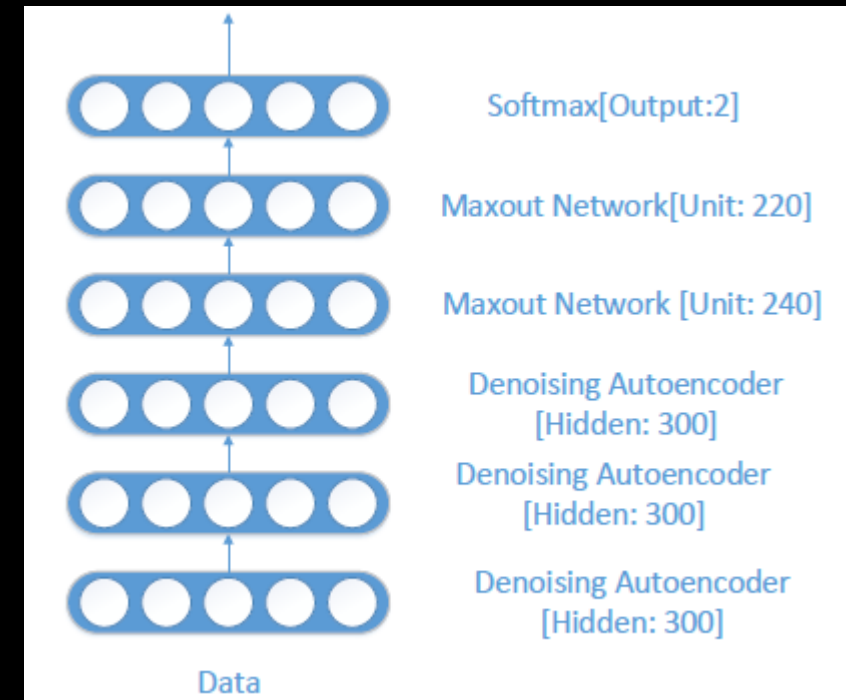 Softmax[Output:2]
Maxout Network[Unit: 220]
Maxout Network [Unit: 240]
Denoising Autoencoder
[Hidden: 300]
Denoising Autoencoder
[Hidden: 300]
Denoising Autoencoder
[Hidden: 300]
Data